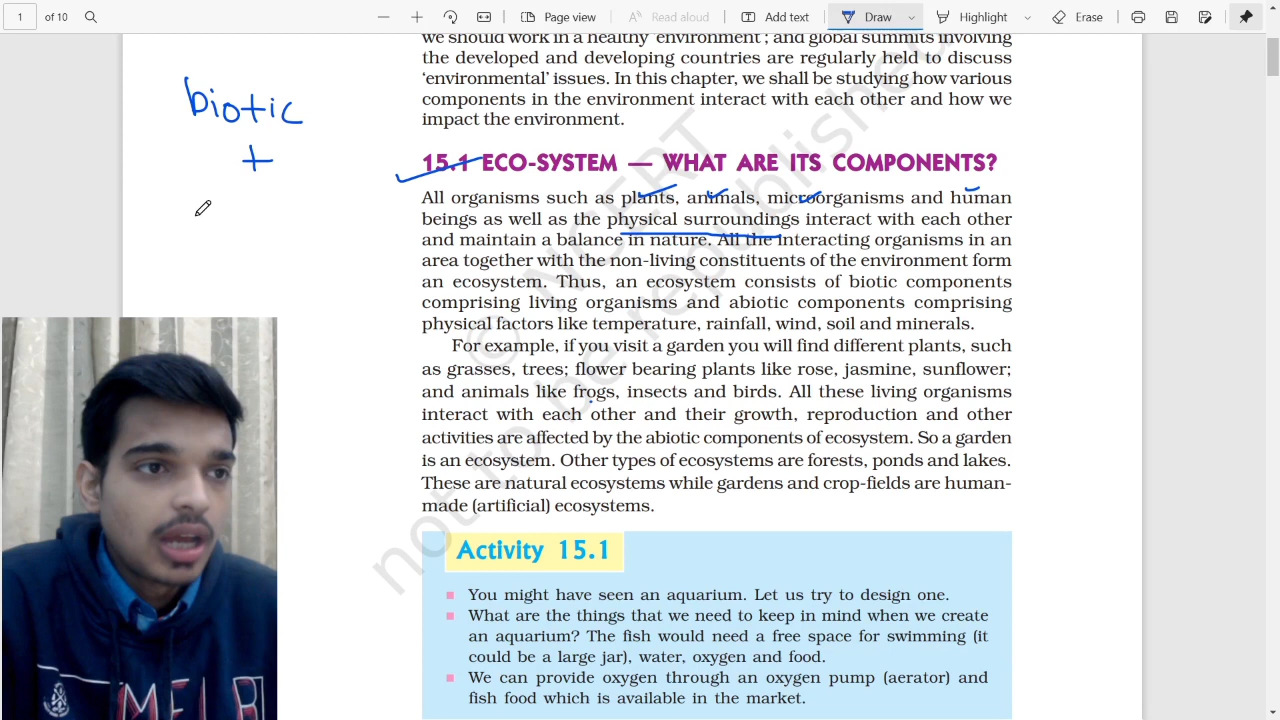 1 of 10 Page view Read aloud Add text Draw Highlight Erase
we should work in a healthy 'environment'; and global summits involving
the developed and developing countries are regularly held to discuss
‘environmental’ issues. In this chapter, we shall be studying how various
components in the environment interact with each other and how we
impact the environment.
biotic
+
15.1 ECO-SYSTEM — WHAT ARE ITS COMPONENTS?
All organisms such as plants, animals, microorganisms and human
beings as well as the physical surroundings interact with each other
and maintain a balance in nature. All the interacting organisms in an
area together with the non-living constituents of the environment form
an ecosystem. Thus, an ecosystem consists of biotic components
comprising living organisms and abiotic components comprising
physical factors like temperature, rainfall, wind, soil and minerals.
For example, if you visit a garden you will find different plants, such
as grasses, trees; flower bearing plants like rose, jasmine, sunflower;
and animals like frogs, insects and birds. All these living organisms
interact with each other and their growth, reproduction and other
activities are affected by the abiotic components of ecosystem. So a garden
is an ecosystem. Other types of ecosystems are forests, ponds and lakes.
These are natural ecosystems while gardens and crop-fields are human-
made (artificial) ecosystems.
Activity 15.1
You might have seen an aquarium. Let us try to design one.
What are the things that we need to keep in mind when we create
an aquarium? The fish would need a free space for swimming (it
could be a large jar), water, oxygen and food.
We can provide oxygen through an oxygen pump (aerator) and
fish food which is available in the market.
© NCERT
not to be republished